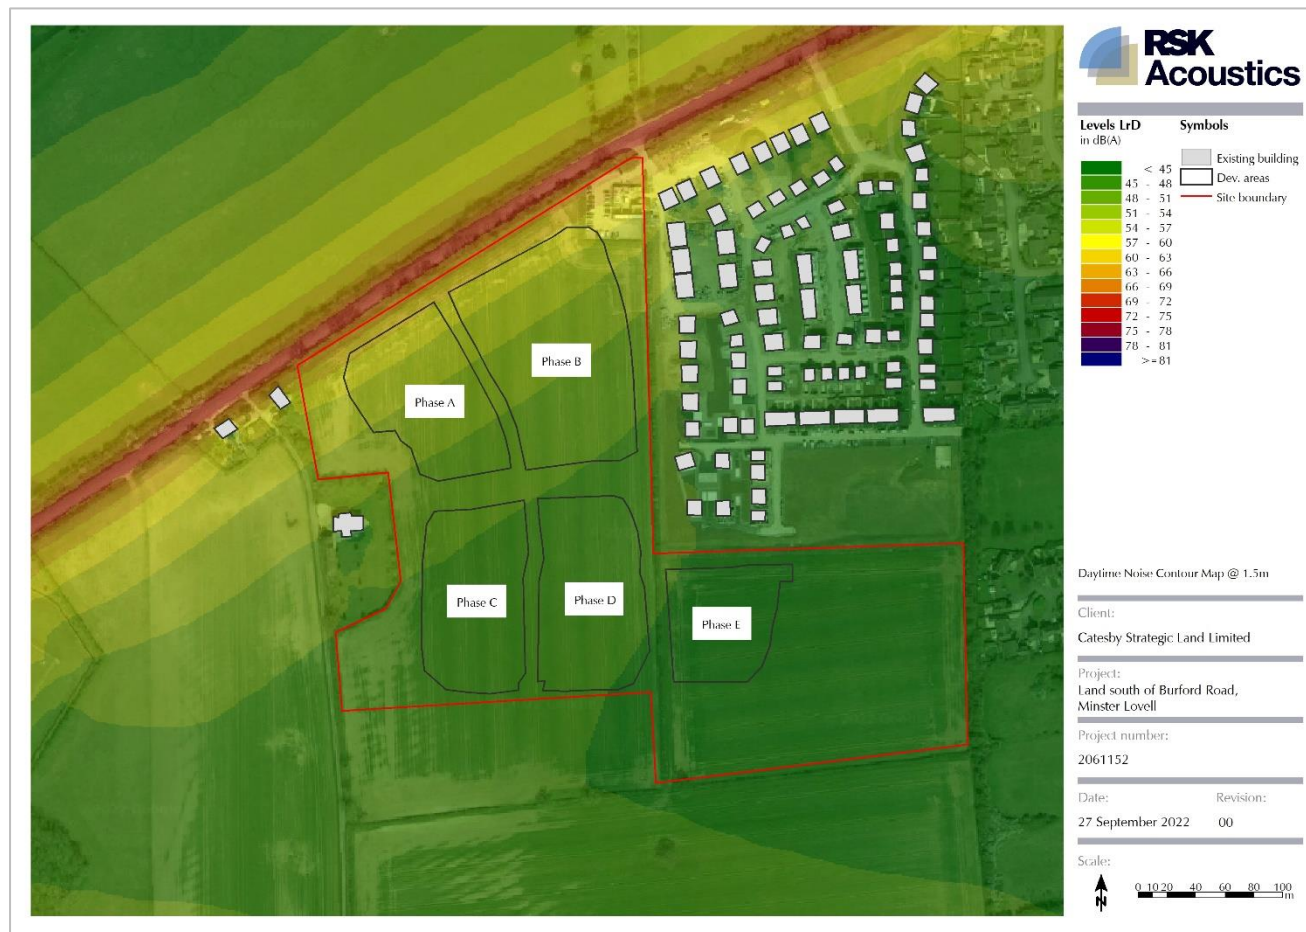 RSK
Acoustics
Levels LrD
in dB(A)
< 45
45 - 48
48 - 51
51 - 54
54 - 57
57 - 60
60 - 63
63 - 66
66 - 69
69 - 72
72 - 75
75 - 78
78 - 81
>=81
Symbols
Existing building
Dev. areas
Site boundary
Phase A
Phase B
Phase C
Phase D
Phase E
Daytime Noise Contour Map @ 1.5m
Client:
Catesby Strategic Land Limited
Project:
Land south of Burford Road,
Minster Lovell
Project number:
2061152
Date:
Revision:
27 September 2022
00
Scale:
N
0 10 20 40 60 80 100
m